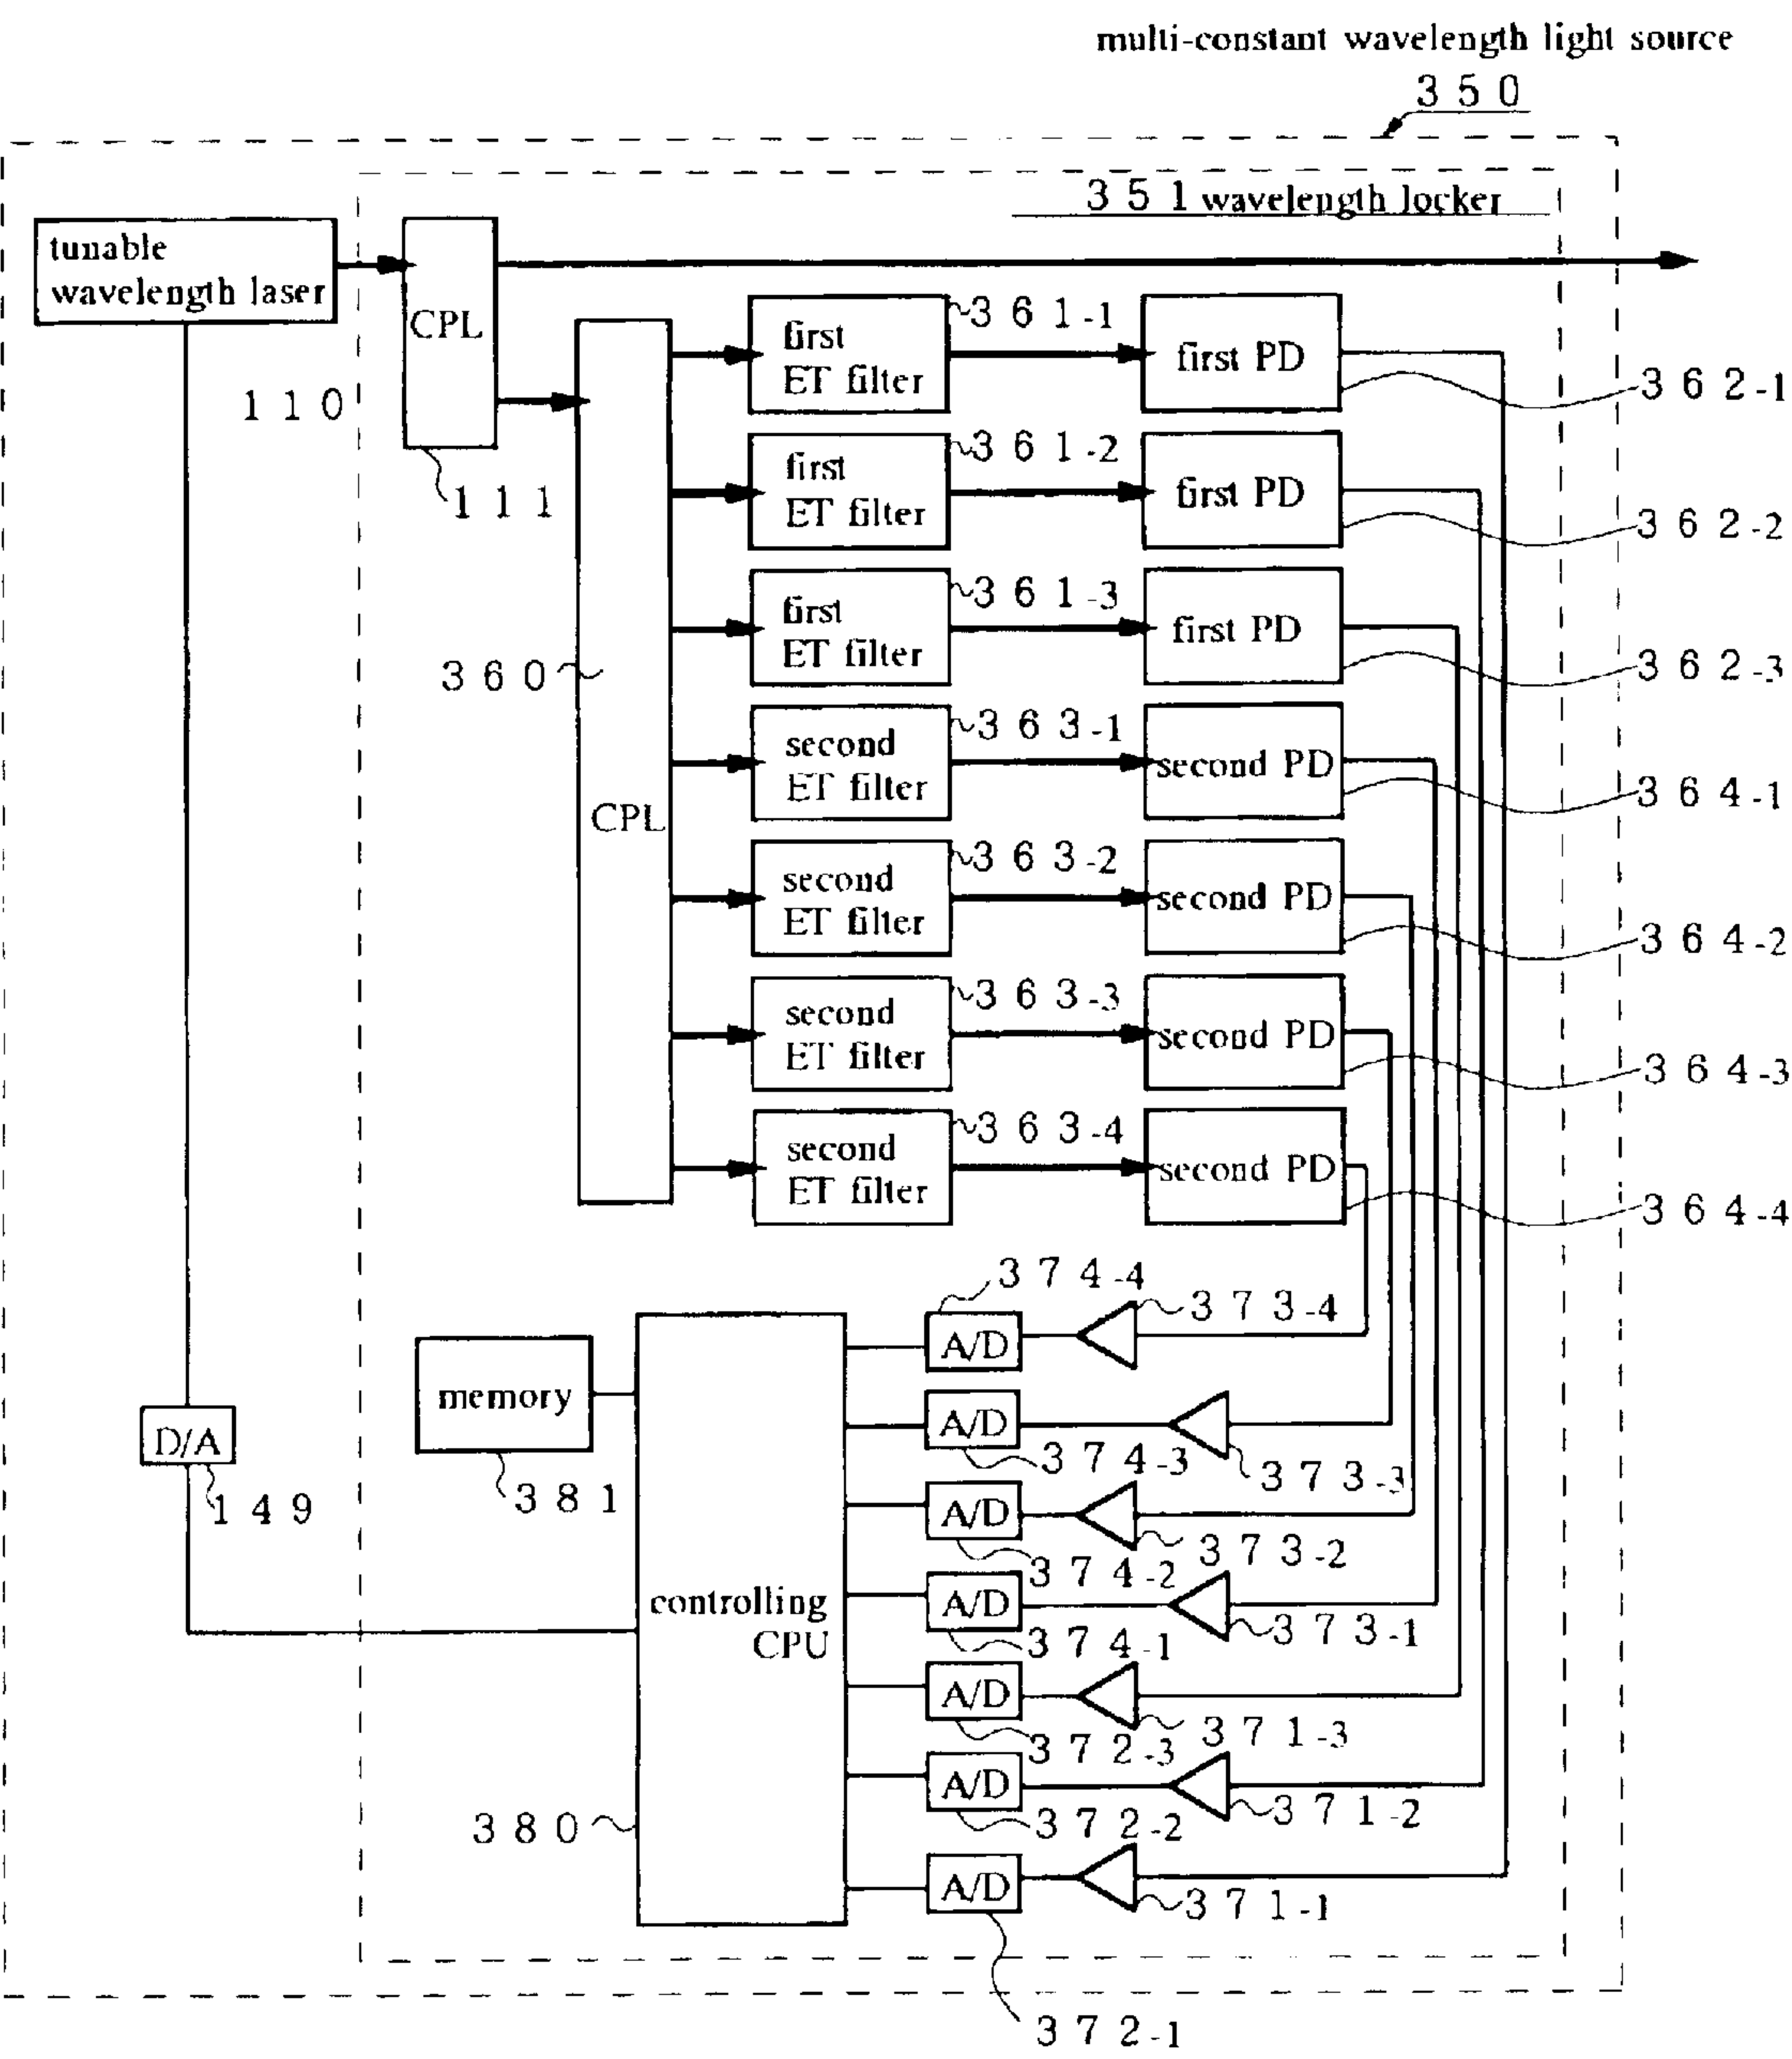 multi-constant wavelength light source
350
351 wavelength locker
tunable
wavelength laser
CPL
110
111
360
CPL
first
ET filter
361-1
first PD
362-1
first
ET filter
361-2
first PD
362-2
first
ET filter
361-3
first PD
362-3
second
ET filter
363-1
second PD
364-1
second
ET filter
363-2
second PD
364-2
second
ET filter
363-3
second PD
364-3
second
ET filter
363-4
second PD
364-4
374-4
A/D
373-4
memory
381
D/A
149
controlling
CPU
380
A/D
374-3
373-3
A/D
374-2
373-2
A/D
374-1
373-1
A/D
372-3
371-3
A/D
372-2
371-2
A/D
371-1
372-1